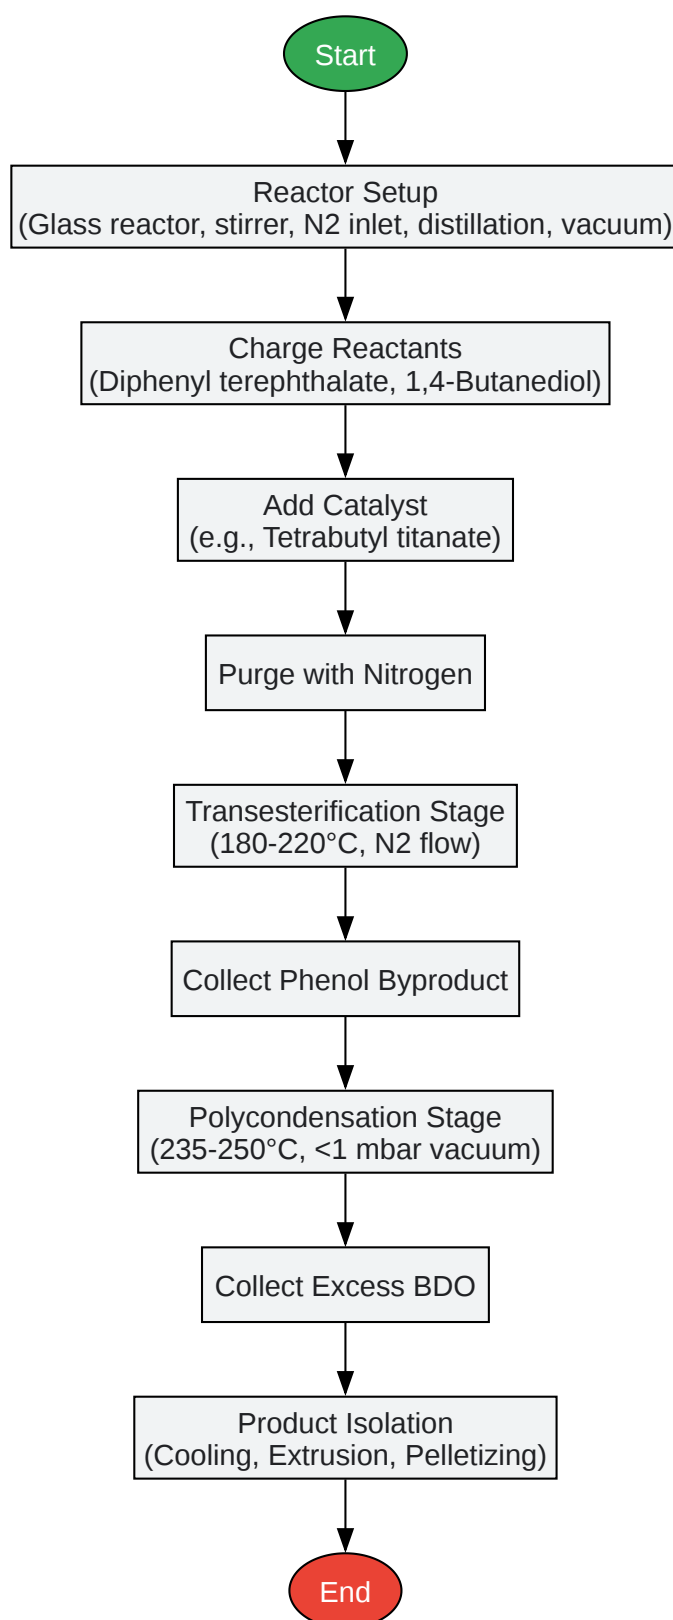 Start
Reactor Setup
(Glass reactor, stirrer, N2 inlet, distillation, vacuum)
Charge Reactants
(Diphenyl terephthalate, 1,4-Butanediol)
Add Catalyst
(e.g., Tetrabutyl titanate)
Purge with Nitrogen
Transesterification Stage
(180-220°C, N2 flow)
Collect Phenol Byproduct
Polycondensation Stage
(235-250°C, <1 mbar vacuum)
Collect Excess BDO
Product Isolation
(Cooling, Extrusion, Pelletizing)
End